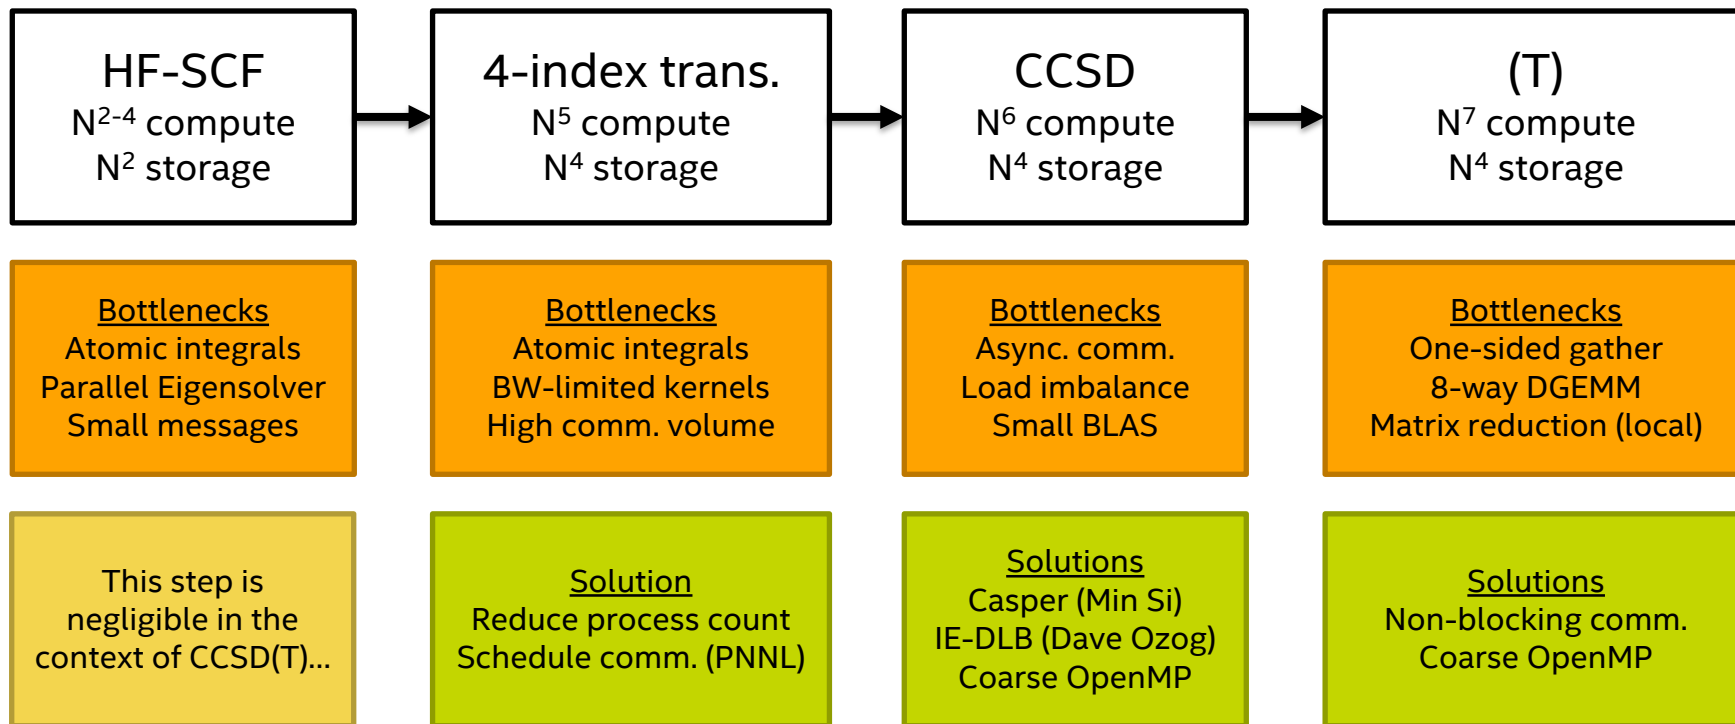 HF-SCF
N²⁻⁴ compute
N² storage
4-index trans.
N⁵ compute
N⁴ storage
CCSD
N⁶ compute
N⁴ storage
(T)
N⁷ compute
N⁴ storage
Bottlenecks
Atomic integrals
Parallel Eigensolver
Small messages
Bottlenecks
Atomic integrals
BW-limited kernels
High comm. volume
Bottlenecks
Async. comm.
Load imbalance
Small BLAS
Bottlenecks
One-sided gather
8-way DGEMM
Matrix reduction (local)
This step is
negligible in the
context of CCSD(T)...
Solution
Reduce process count
Schedule comm. (PNNL)
Solutions
Casper (Min Si)
IE-DLB (Dave Ozog)
Coarse OpenMP
Solutions
Non-blocking comm.
Coarse OpenMP